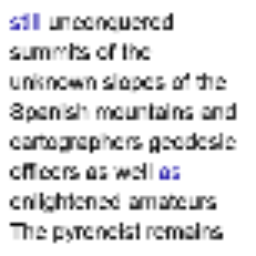 still unconquered
summits of the
unknown slopes of the
Spanish mountains and
cartographers geodesic
officers as well as
enlightened amateurs
The pyreneist remains